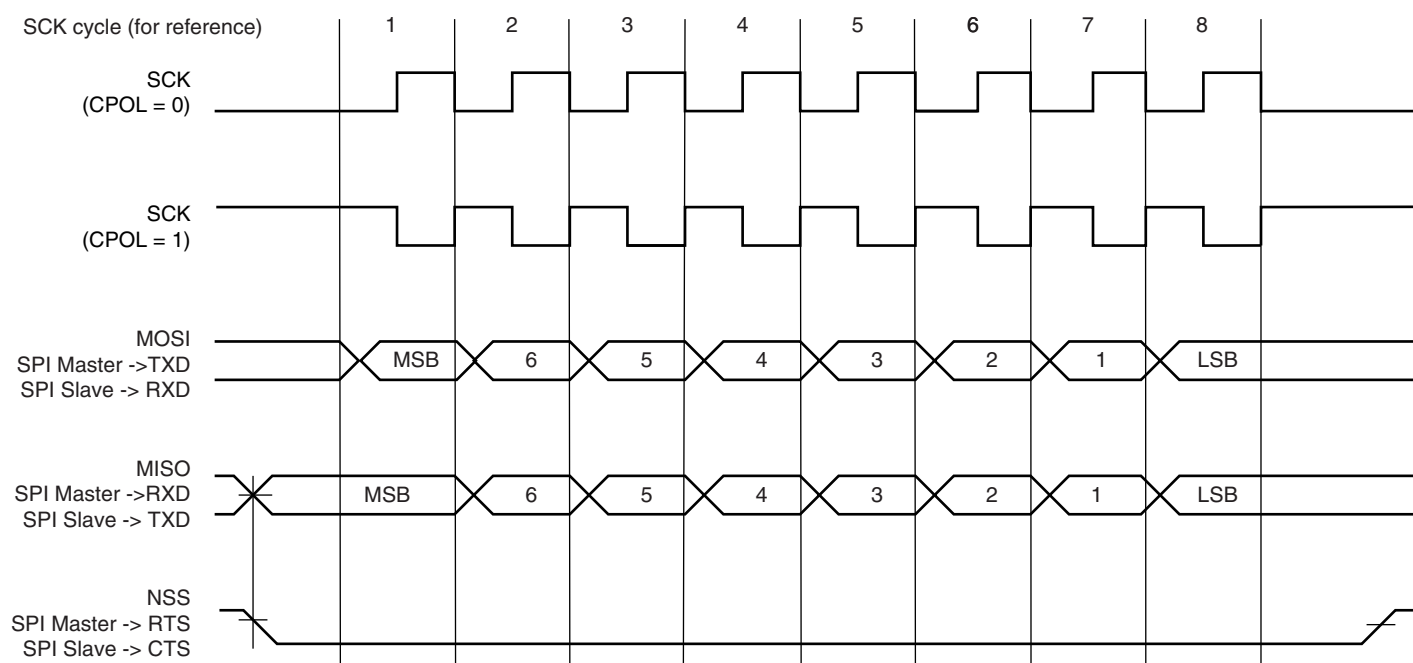 SCK cycle (for reference) 1 2 3 4 5 6 7 8
SCK
(CPOL = 0)
SCK
(CPOL = 1)
MOSI
SPI Master ->TXD
SPI Slave -> RXD
MSB 6 5 4 3 2 1 LSB
MISO
SPI Master ->RXD
SPI Slave -> TXD
MSB 6 5 4 3 2 1 LSB
NSS
SPI Master -> RTS
SPI Slave -> CTS